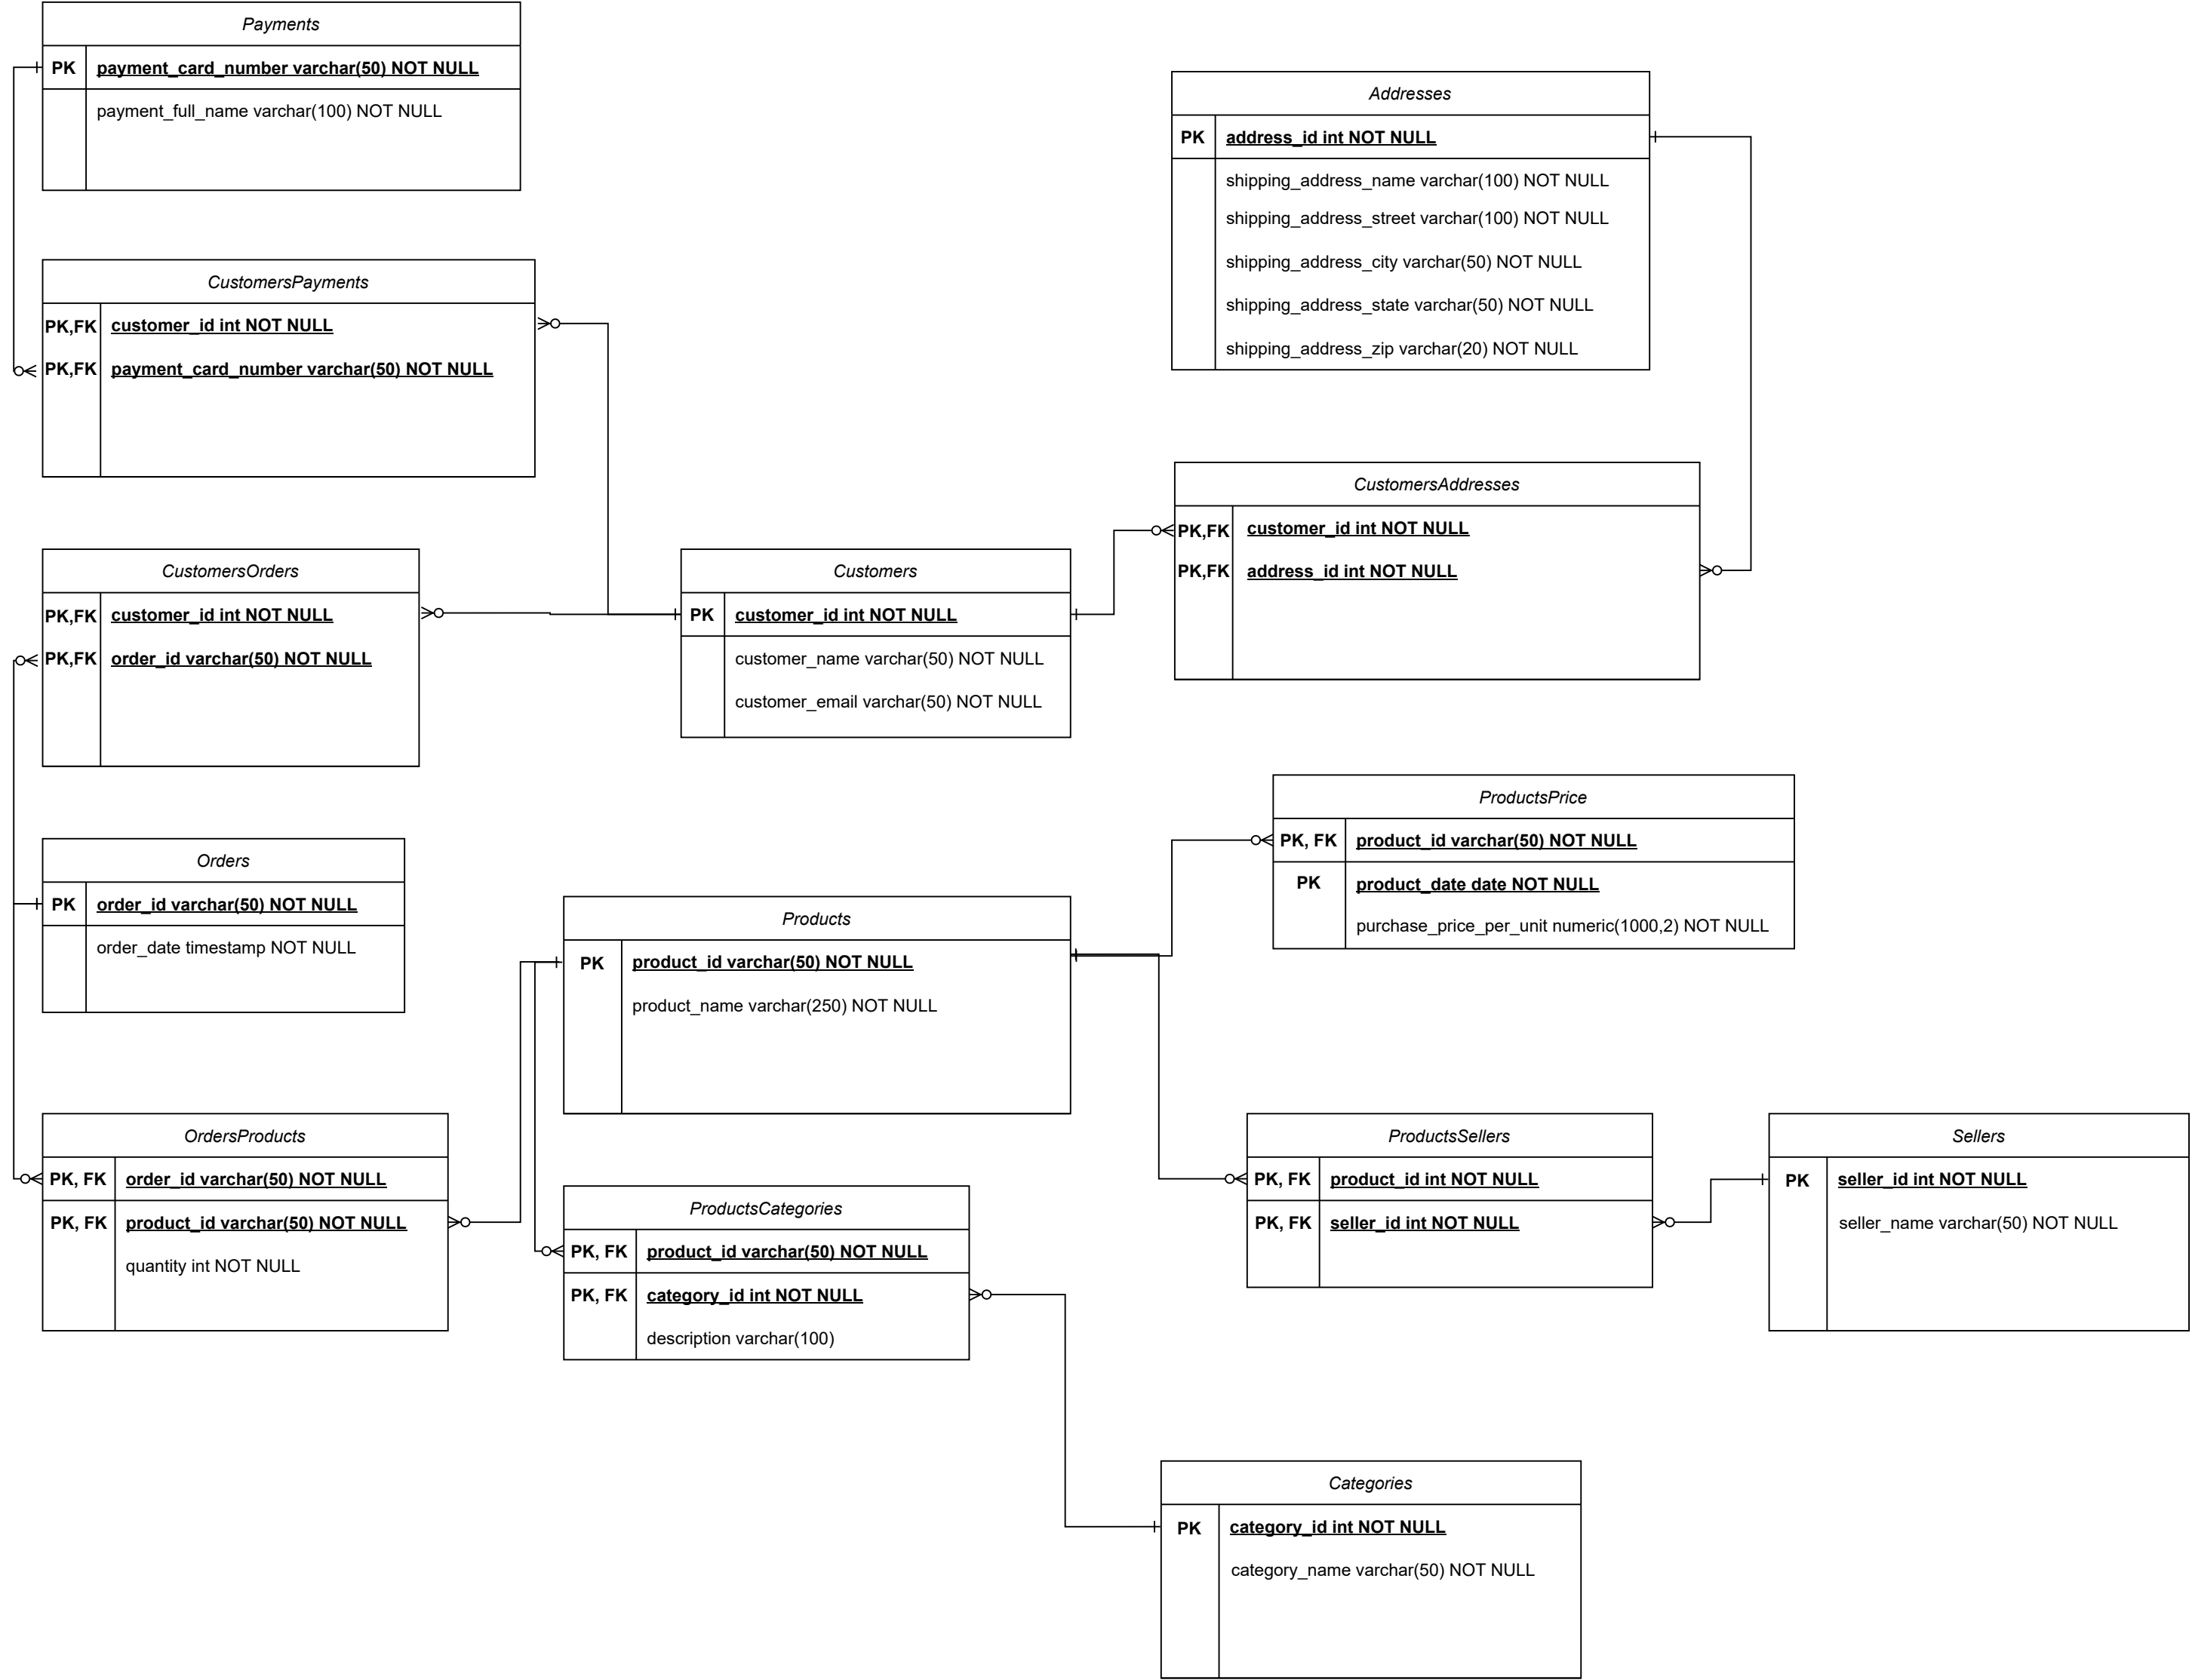 Payments
PK payment_card_number varchar(50) NOT NULL
payment_full_name varchar(100) NOT NULL
Addresses
PK address_id int NOT NULL
shipping_address_name varchar(100) NOT NULL
shipping_address_street varchar(100) NOT NULL
shipping_address_city varchar(50) NOT NULL
shipping_address_state varchar(50) NOT NULL
shipping_address_zip varchar(20) NOT NULL
CustomersPayments
PK,FK customer_id int NOT NULL
PK,FK payment_card_number varchar(50) NOT NULL
CustomersAddresses
PK,FK customer_id int NOT NULL
PK,FK address_id int NOT NULL
CustomersOrders
PK,FK customer_id int NOT NULL
PK,FK order_id varchar(50) NOT NULL
Customers
PK customer_id int NOT NULL
customer_name varchar(50) NOT NULL
customer_email varchar(50) NOT NULL
ProductsPrice
PK, FK product_id varchar(50) NOT NULL
PK product_date date NOT NULL
purchase_price_per_unit numeric(1000,2) NOT NULL
Orders
PK order_id varchar(50) NOT NULL
order_date timestamp NOT NULL
Products
PK product_id varchar(50) NOT NULL
product_name varchar(250) NOT NULL
OrdersProducts
PK, FK order_id varchar(50) NOT NULL
PK, FK product_id varchar(50) NOT NULL
quantity int NOT NULL
ProductsCategories
PK, FK product_id varchar(50) NOT NULL
PK, FK category_id int NOT NULL
description varchar(100)
ProductsSellers
PK, FK product_id int NOT NULL
PK, FK seller_id int NOT NULL
Sellers
PK seller_id int NOT NULL
seller_name varchar(50) NOT NULL
Categories
PK category_id int NOT NULL
category_name varchar(50) NOT NULL